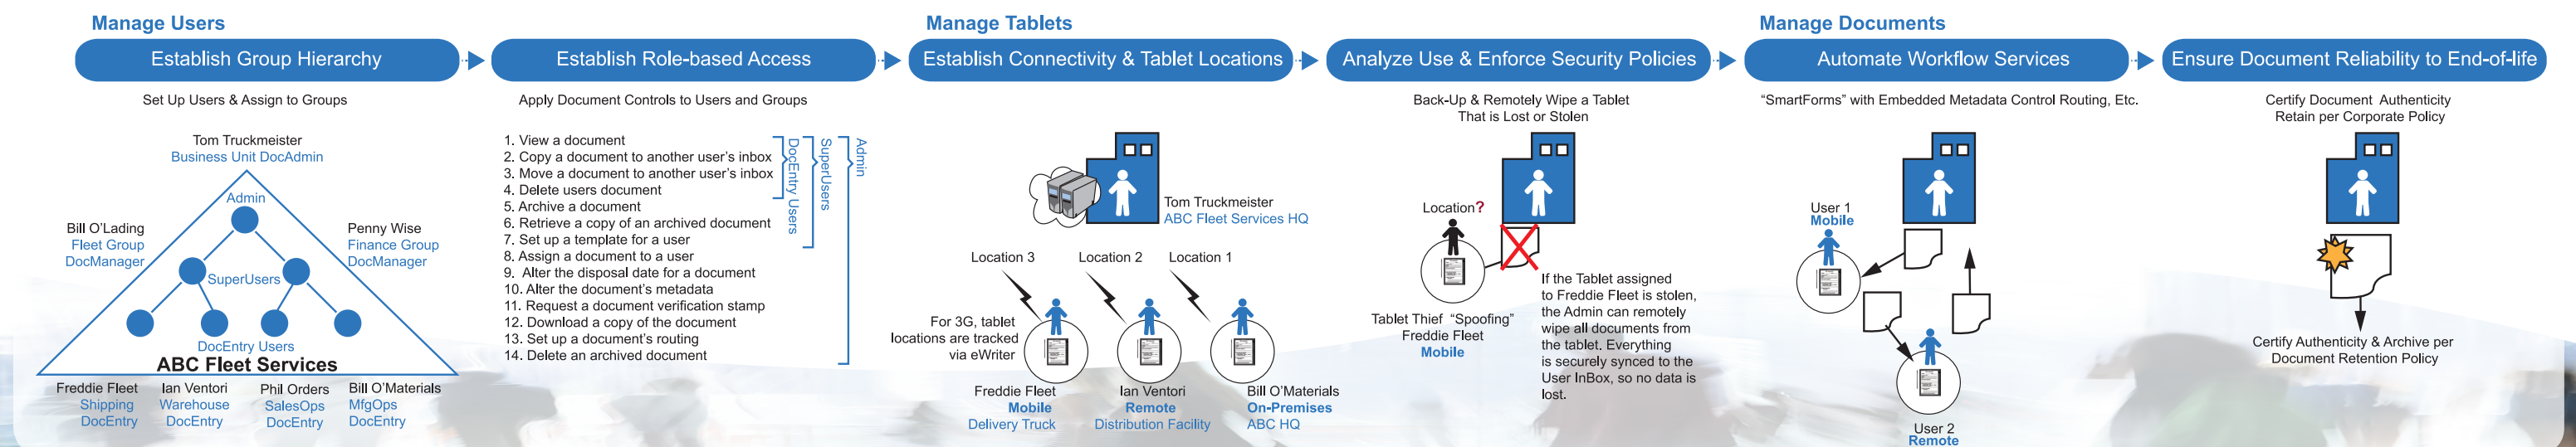 Manage Users
Establish Group Hierarchy
Set Up Users & Assign to Groups
Tom Truckmeister
Business Unit DocAdmin
Admin
Bill O'Lading
Fleet Group
DocManager
Penny Wise
Finance Group
DocManager
SuperUsers
DocEntry Users
ABC Fleet Services
Freddie Fleet
Shipping
DocEntry
Ian Ventori
Warehouse
DocEntry
Phil Orders
SalesOps
DocEntry
Bill O'Materials
MfgOps
DocEntry
Establish Role-based Access
Apply Document Controls to Users and Groups
1. View a document
2. Copy a document to another user's inbox
3. Move a document to another user's inbox
4. Delete users document
5. Archive a document
6. Retrieve a copy of an archived document
7. Set up a template for a user
8. Assign a document to a user
9. Alter the disposal date for a document
10. Alter the document's metadata
11. Request a document verification stamp
12. Download a copy of the document
13. Set up a document's routing
14. Delete an archived document
DocEntry Users
SuperUsers
Admin
Manage Tablets
Establish Connectivity & Tablet Locations
Tom Truckmeister
ABC Fleet Services HQ
Location 3
Location 2
Location 1
For 3G, tablet
locations are tracked
via eWriter
Freddie Fleet
Mobile
Delivery Truck
Ian Ventori
Remote
Distribution Facility
Bill O'Materials
On-Premises
ABC HQ
Analyze Use & Enforce Security Policies
Back-Up & Remotely Wipe a Tablet
That is Lost or Stolen
Location?
Tablet Thief "Spoofing"
Freddie Fleet
Mobile
If the Tablet assigned
to Freddie Fleet is stolen,
the Admin can remotely
wipe all documents from
the tablet. Everything
is securely synced to the
User InBox, so no data is
lost.
Manage Documents
Automate Workflow Services
"SmartForms" with Embedded Metadata Control Routing, Etc.
User 1
Mobile
User 2
Remote
Ensure Document Reliability to End-of-life
Certify Document Authenticity
Retain per Corporate Policy
Certify Authenticity & Archive per
Document Retention Policy